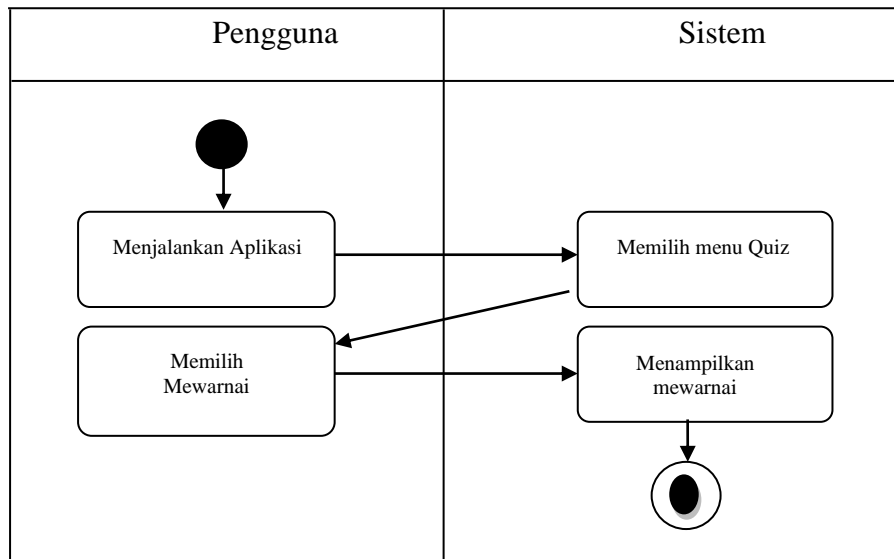 Pengguna
Sistem
Menjalankan Aplikasi
Memilih menu Quiz
Memilih
Mewarnai
Menampilkan
mewarnai